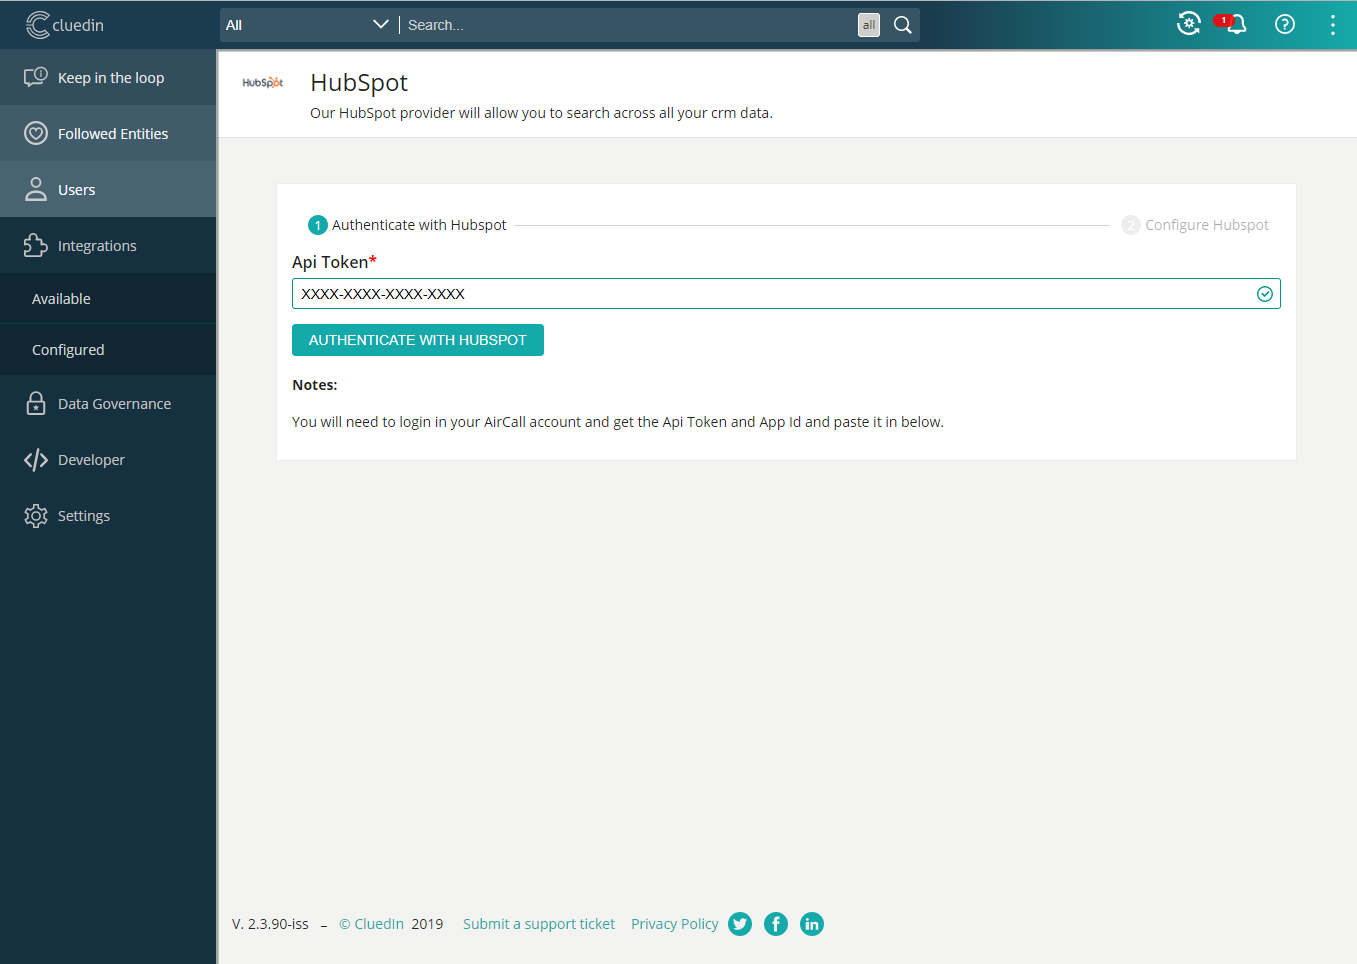 cluedin
All
Search...
all
1
Keep in the loop
Followed Entities
Users
Integrations
Available
Configured
Data Governance
Developer
Settings
HubSpot
HubSpot
Our HubSpot provider will allow you to search across all your crm data.
1 Authenticate with Hubspot
2 Configure Hubspot
Api Token*
XXXX-XXXX-XXXX-XXXX
AUTHENTICATE WITH HUBSPOT
Notes:
You will need to login in your AirCall account and get the Api Token and App Id and paste it in below.
V. 2.3.90-iss – © CluedIn 2019 Submit a support ticket Privacy Policy